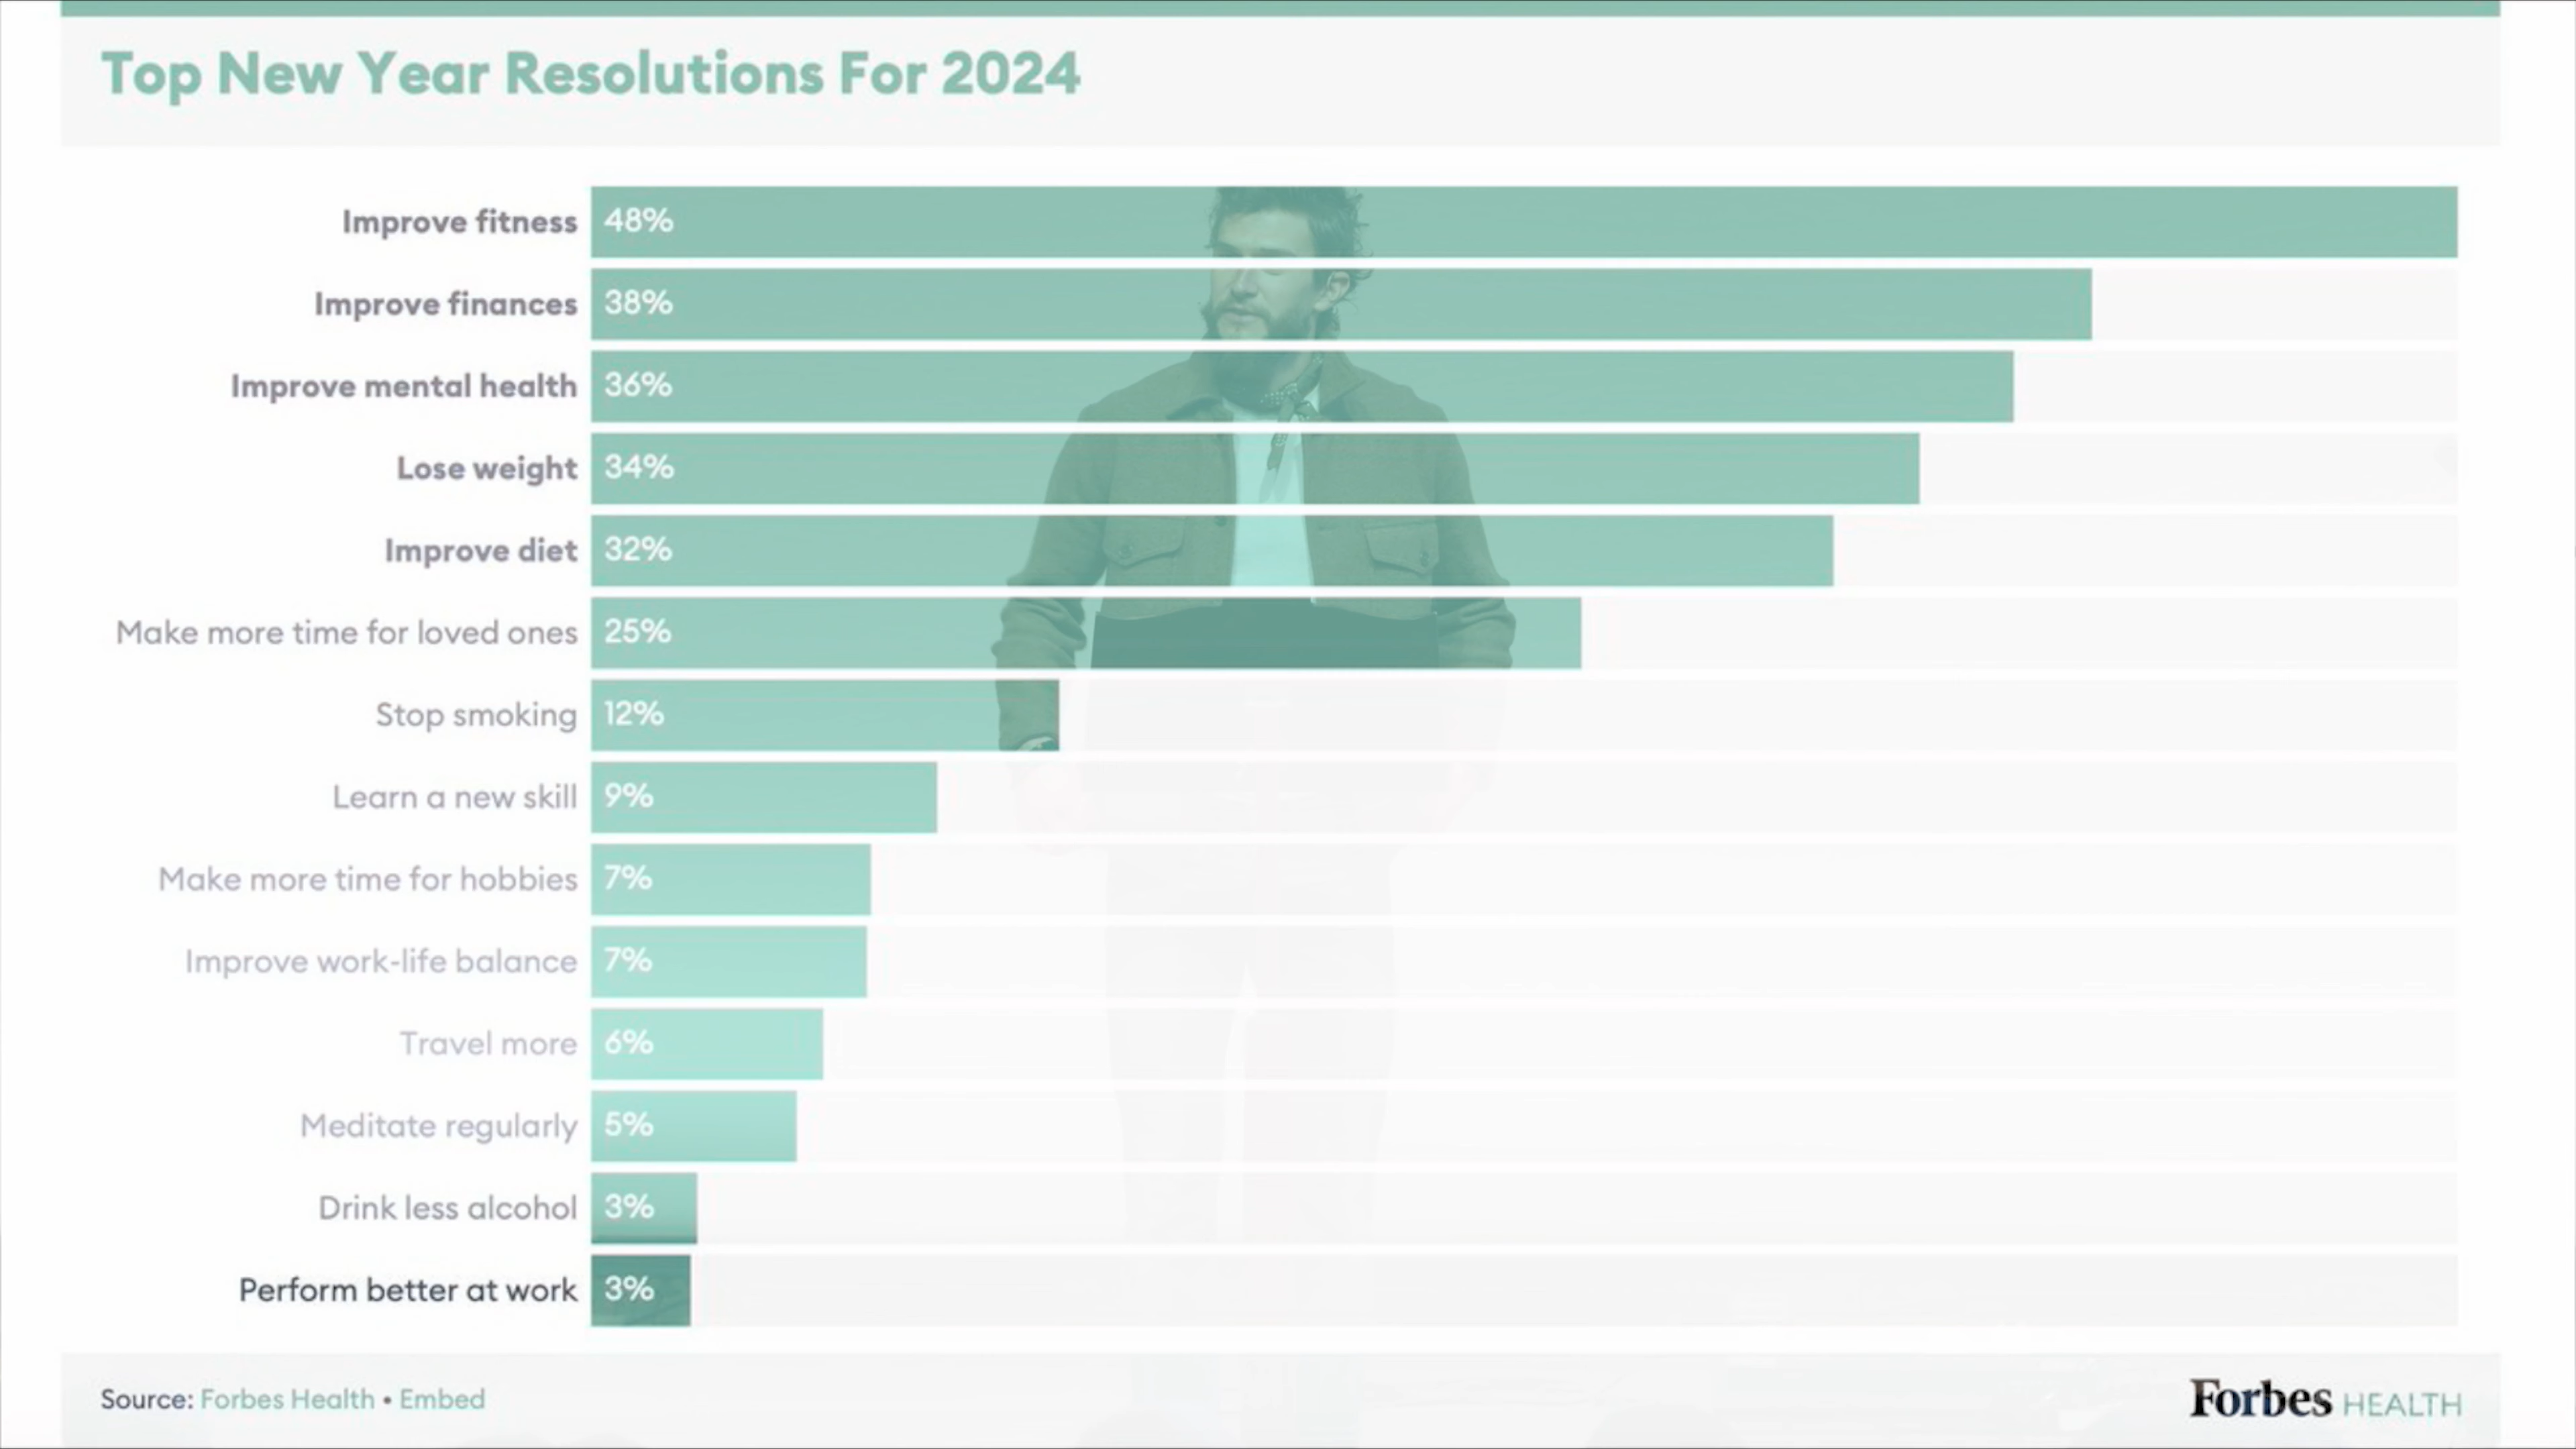 Top New Year Resolutions For 2024
Improve fitness 48%
Improve finances 38%
Improve mental health 36%
Lose weight 34%
Improve diet 32%
Make more time for loved ones 25%
Stop smoking 12%
Learn a new skill 9%
Make more time for hobbies 7%
Improve work-life balance 7%
Travel more 6%
Meditate regularly 5%
Drink less alcohol 3%
Perform better at work 3%
Source: Forbes Health • Embed
Forbes HEALTH